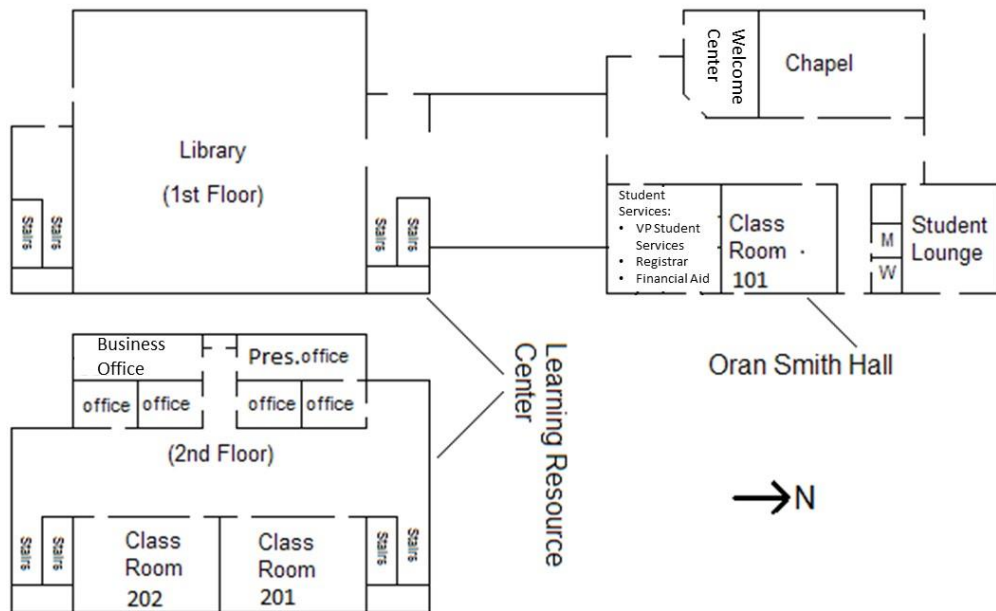 Library
(1st Floor)
Stairs
Stairs
Stairs
Stairs
Welcome
Center
Chapel
Student
Services:
• VP Student
Services
• Registrar
• Financial Aid
Class
Room
101
M
W
Student
Lounge
Oran Smith Hall
Learning Resource
Center
Business
Office
Pres.office
office
office
office
office
(2nd Floor)
Stairs
Stairs
Class
Room
202
Class
Room
201
Stairs
Stairs
N